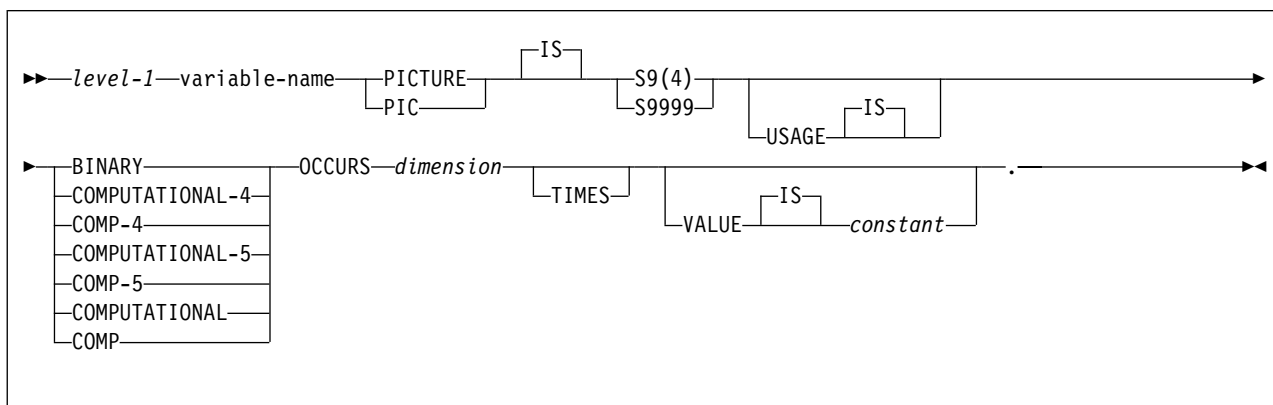 IS
level-1 variable-name PICTURE S9(4)
PIC S9999 IS
USAGE
BINARY OCCURS dimension .
COMPUTATIONAL-4 TIMES IS
COMP-4 VALUE constant
COMPUTATIONAL-5
COMP-5
COMPUTATIONAL
COMP